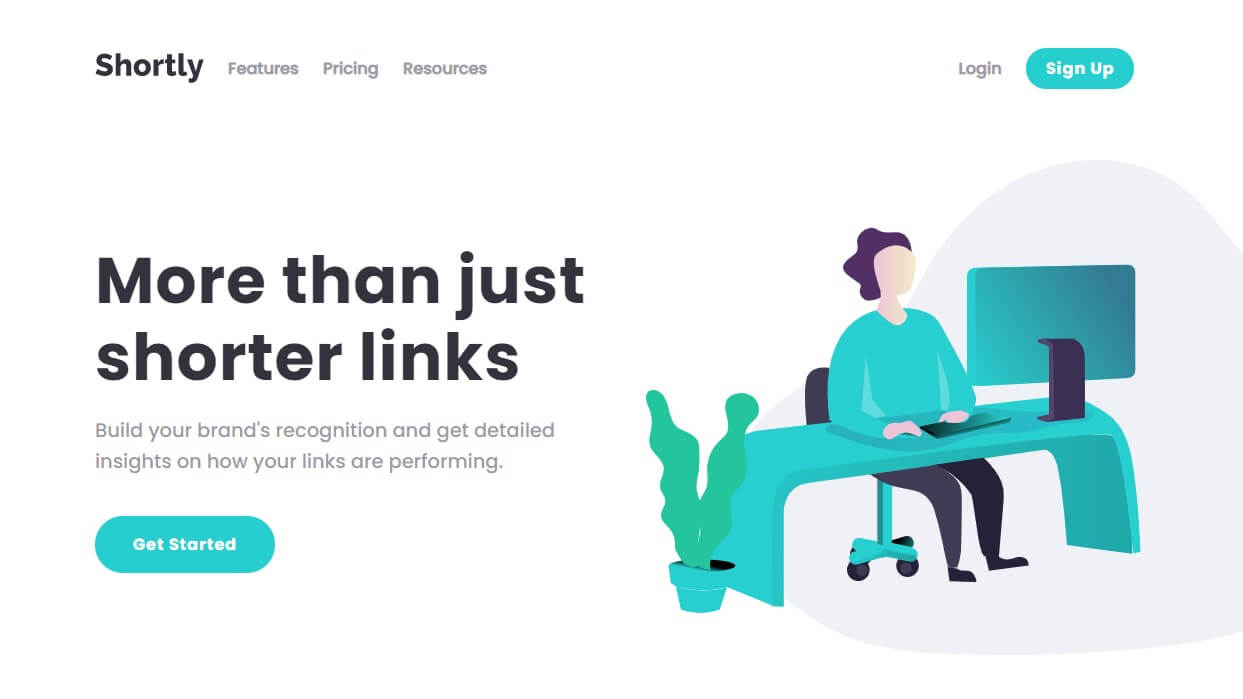 Shortly Features Pricing Resources Login Sign Up
More than just
shorter links
Build your brand's recognition and get detailed
insights on how your links are performing.
Get Started